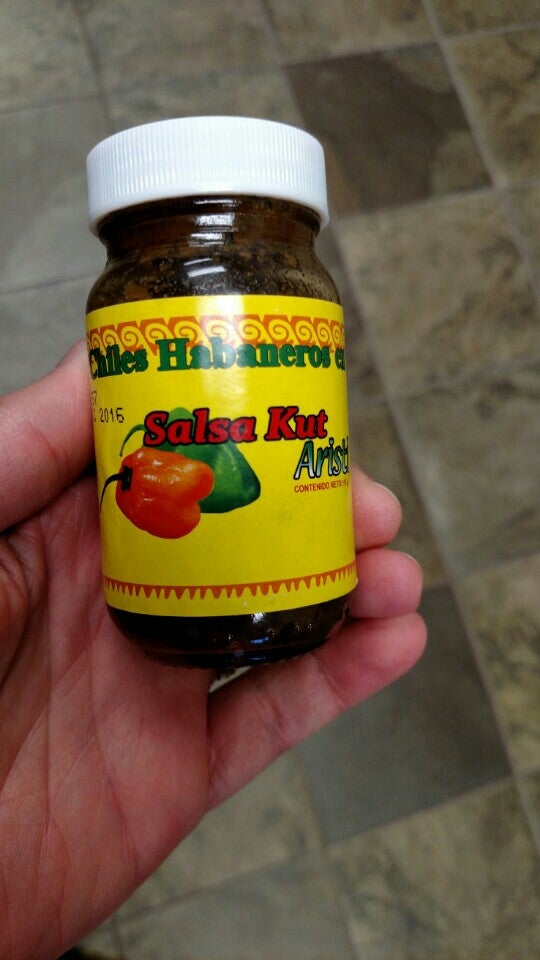 Chiles Habaneros en
2016
Salsa Kut
Aristi
CONTENIDO NETO